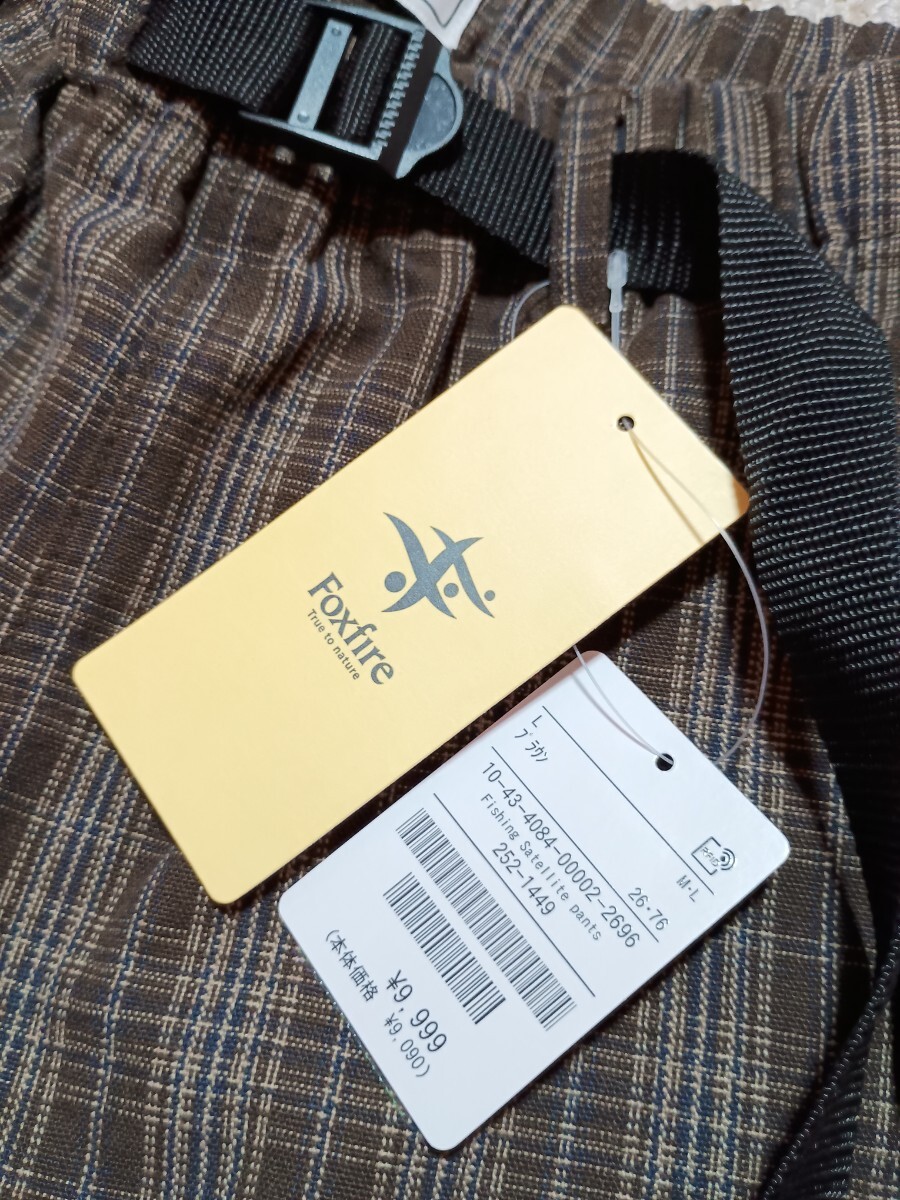 Foxfire
True to nature
L
ブラウン
RFID
M-L
26・76
10-43-4084-00002-2696
Fishing Satellite pants
252-1449
¥9,999
(本体価格 ¥9,090)